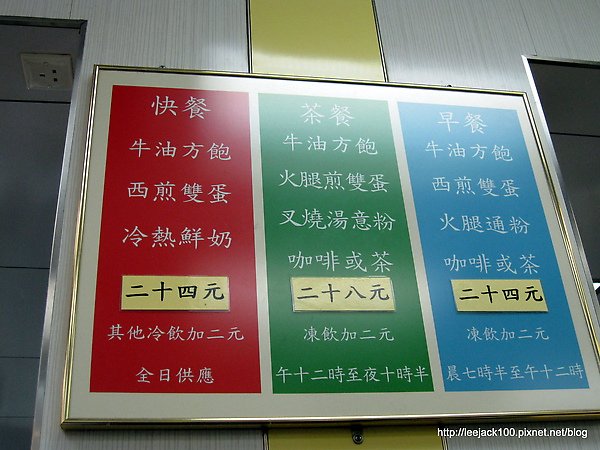 快餐
牛油方飽
西煎雙蛋
冷熱鮮奶
二十四元
其他冷飲加二元
全日供應
茶餐
牛油方飽
火腿煎雙蛋
叉燒湯意粉
咖啡或茶
二十八元
凍飲加二元
午十二時至夜十時半
早餐
牛油方飽
西煎雙蛋
火腿通粉
咖啡或茶
二十四元
凍飲加二元
晨七時半至午十二時
http://leejack100.pixnet.net/blog